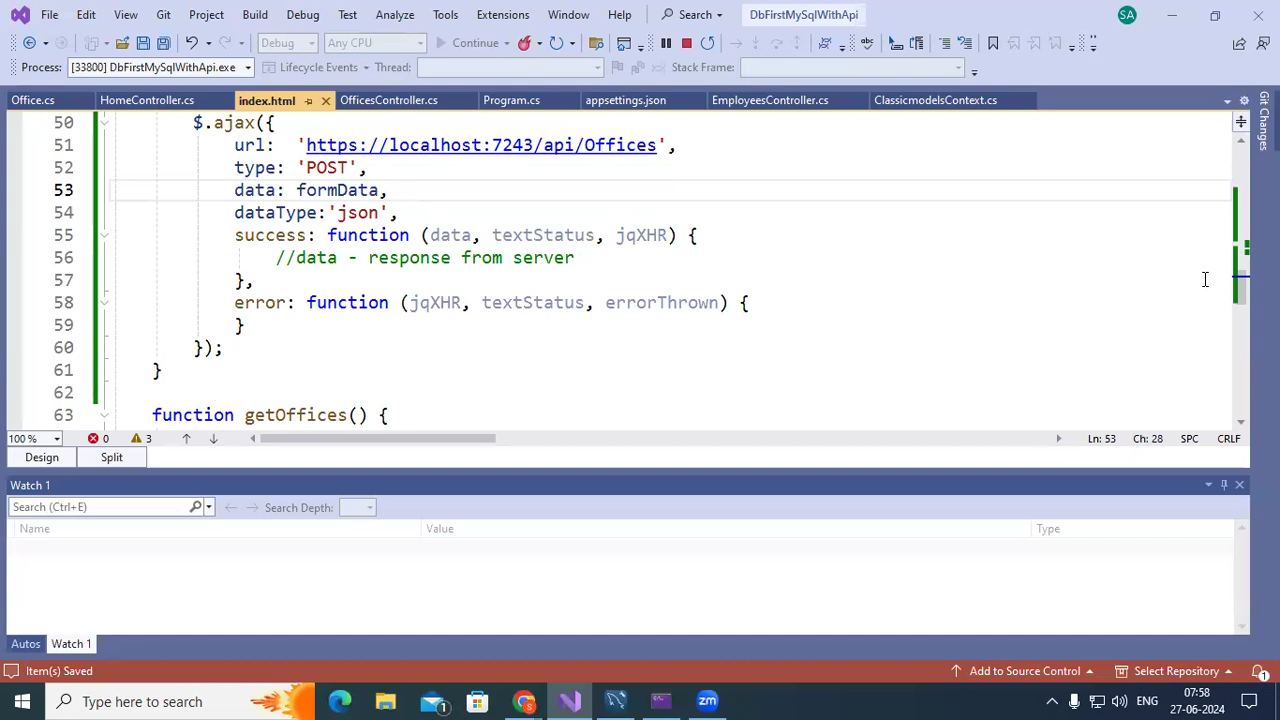 File Edit View Git Project Build Debug Test Analyze Tools Extensions Window Help Search DbFirstMySqlWithApi SA
Debug Any CPU Continue
Process: [33800] DbFirstMySqlWithApi.exe Lifecycle Events Thread: Stack Frame:
Office.cs HomeController.cs index.html OfficesController.cs Program.cs appsettings.json EmployeesController.cs ClassicmodelsContext.cs
Git Changes
50 $.ajax({
51 url: 'https://localhost:7243/api/Offices',
52 type: 'POST',
53 data: formData,
54 dataType:'json',
55 success: function (data, textStatus, jqXHR) {
56 //data - response from server
57 },
58 error: function (jqXHR, textStatus, errorThrown) {
59 }
60 });
61 }
62
63 function getOffices() {
100 % 0 3 Ln: 53 Ch: 28 SPC CRLF
Design Split
Watch 1
Search (Ctrl+E) Search Depth:
Name Value Type
Autos Watch 1
Item(s) Saved Add to Source Control Select Repository 1
Type here to search 1 zm ENG 07:58
27-06-2024